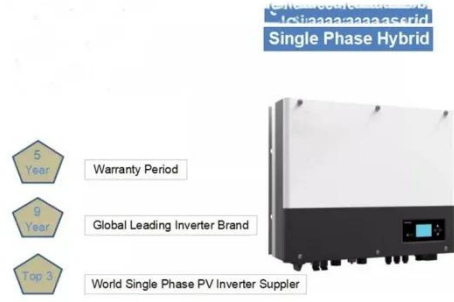 Single Phase Hybrid
5
Year
Warranty Period
9
Year
Global Leading Inverter Brand
Top 3
World Single Phase PV Inverter Suppler